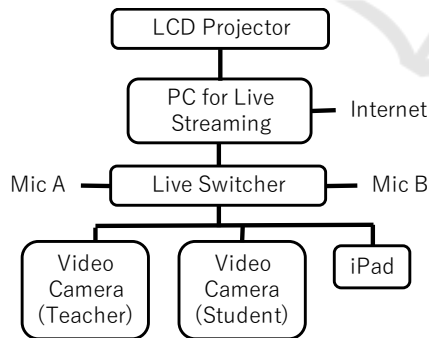 LCD Projector
PC for Live
Streaming
Internet
Mic A
Live Switcher
Mic B
Video
Camera
(Teacher)
Video
Camera
(Student)
iPad